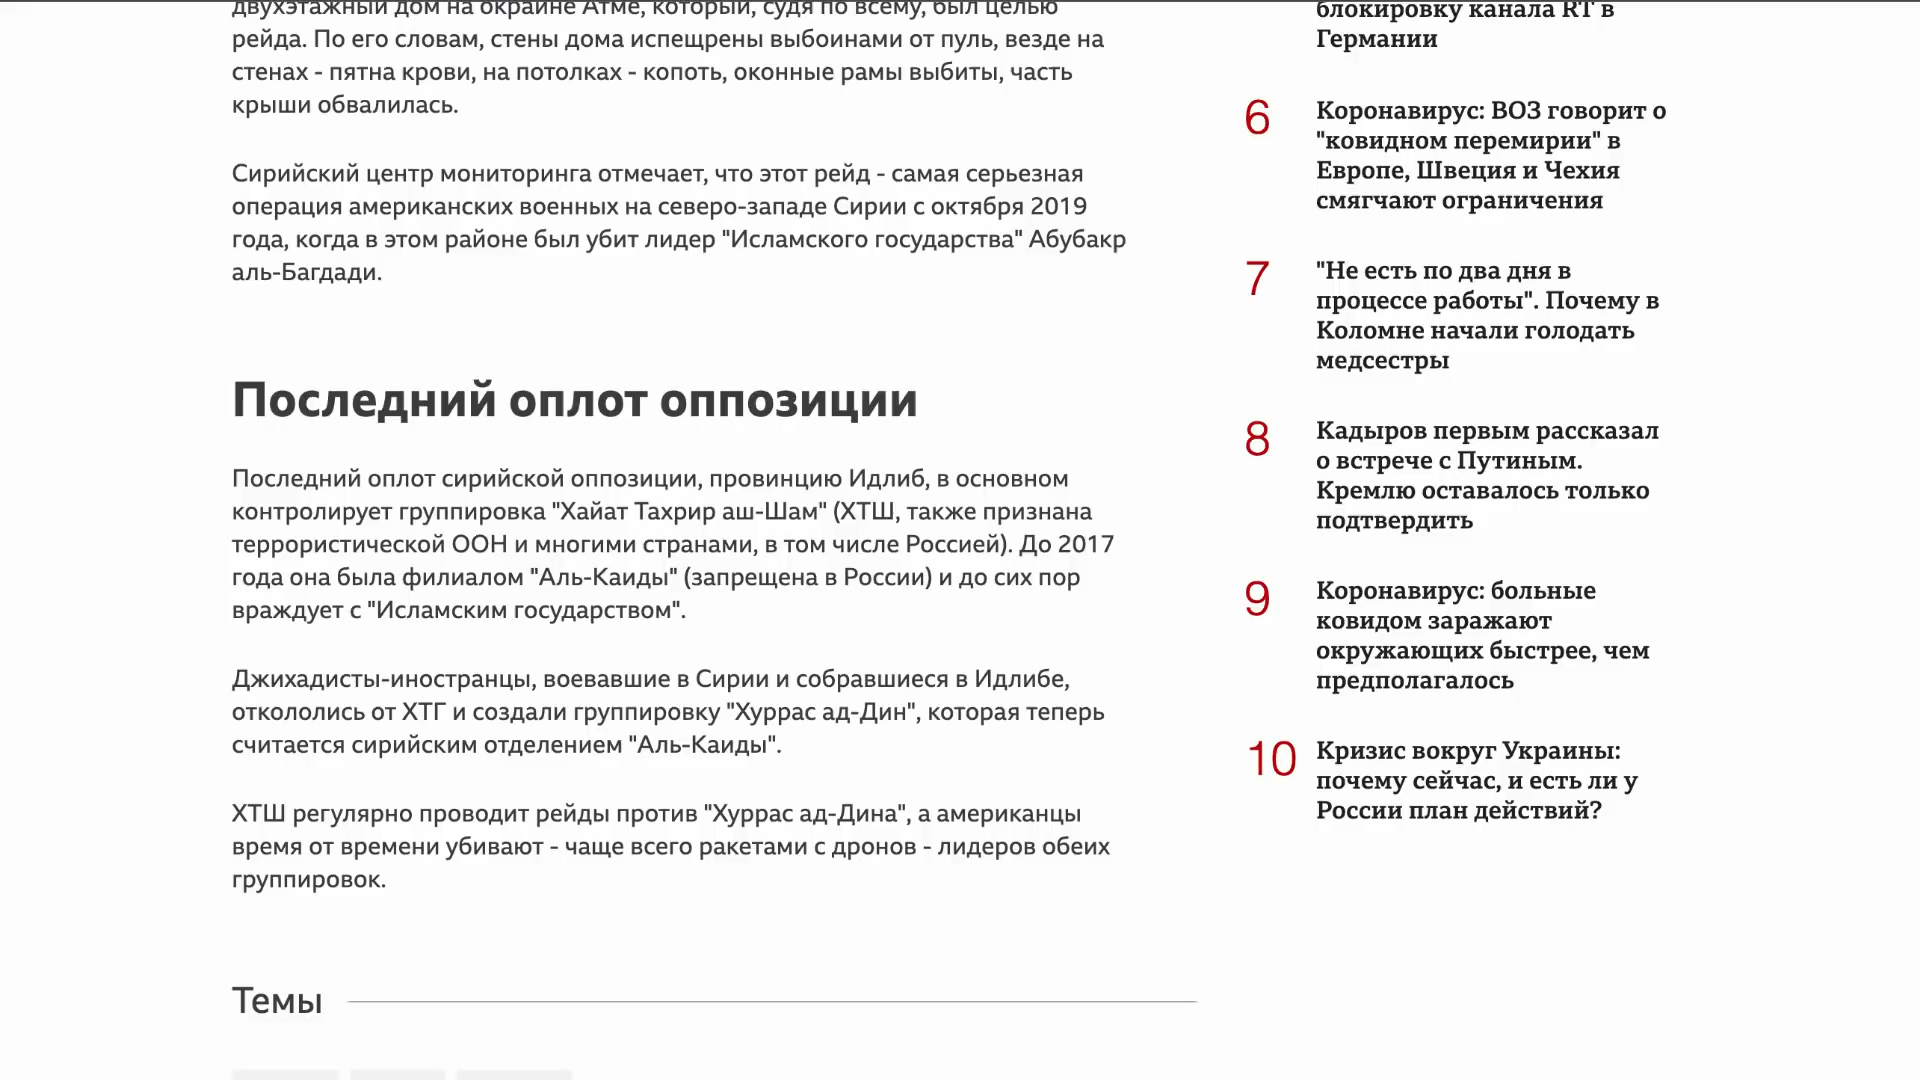 двухэтажный дом на окраине Атме, который, судя по всему, был целью
рейда. По его словам, стены дома испещрены выбоинами от пуль, везде на
стенах - пятна крови, на потолках - копоть, оконные рамы выбиты, часть
крыши обвалилась.
Сирийский центр мониторинга отмечает, что этот рейд - самая серьезная
операция американских военных на северо-западе Сирии с октября 2019
года, когда в этом районе был убит лидер "Исламского государства" Абубакр
аль-Багдади.
Последний оплот оппозиции
Последний оплот сирийской оппозиции, провинцию Идлиб, в основном
контролирует группировка "Хайат Тахрир аш-Шам" (ХТШ, также признана
террористической ООН и многими странами, в том числе Россией). До 2017
года она была филиалом "Аль-Каиды" (запрещена в России) и до сих пор
враждует с "Исламским государством".
Джихадисты-иностранцы, воевавшие в Сирии и собравшиеся в Идлибе,
откололись от ХТГ и создали группировку "Хуррас ад-Дин", которая теперь
считается сирийским отделением "Аль-Каиды".
ХТШ регулярно проводит рейды против "Хуррас ад-Дина", а американцы
время от времени убивают - чаще всего ракетами с дронов - лидеров обеих
группировок.
Темы
блокировку канала RT в
Германии
6
Коронавирус: ВОЗ говорит о
"ковидном перемирии" в
Европе, Швеция и Чехия
смягчают ограничения
7
"Не есть по два дня в
процессе работы". Почему в
Коломне начали голодать
медсестры
8
Кадыров первым рассказал
о встрече с Путиным.
Кремлю оставалось только
подтвердить
9
Коронавирус: больные
ковидом заражают
окружающих быстрее, чем
предполагалось
10
Кризис вокруг Украины:
почему сейчас, и есть ли у
России план действий?